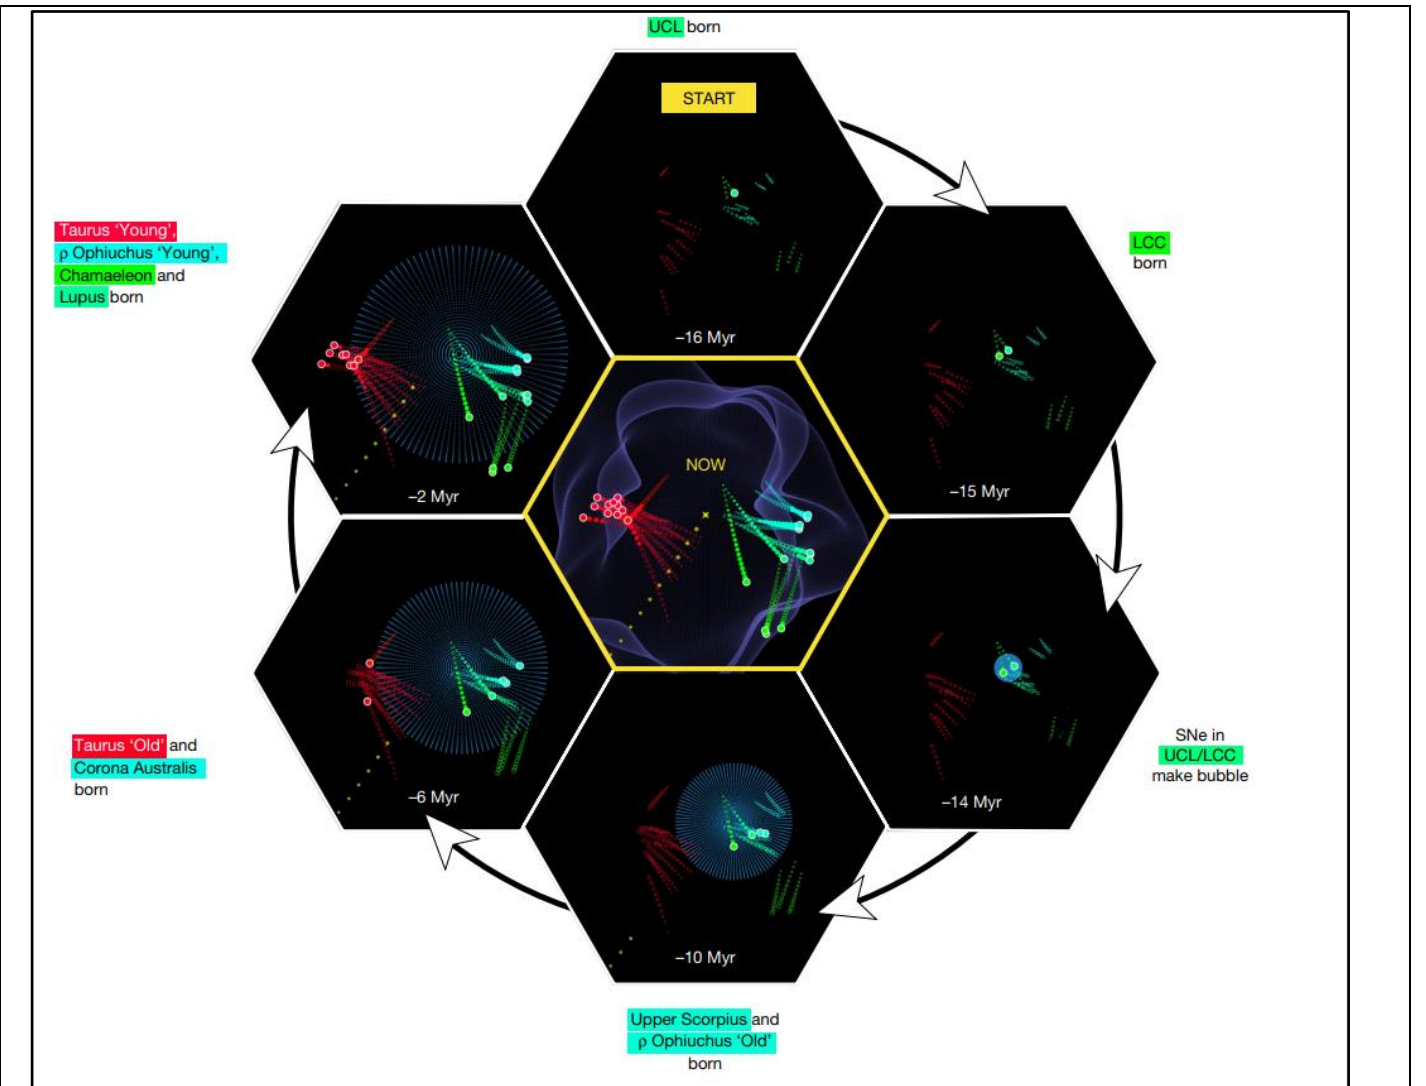 UCL born
START
–16 Myr
LCC
born
–15 Myr
SNe in
UCL/LCC
make bubble
–14 Myr
–10 Myr
Upper Scorpius and
ρ Ophiuchus ‘Old’
born
Taurus ‘Old’ and
Corona Australis
born
–6 Myr
Taurus ‘Young’,
ρ Ophiuchus ‘Young’,
Chamaeleon and
Lupus born
–2 Myr
NOW